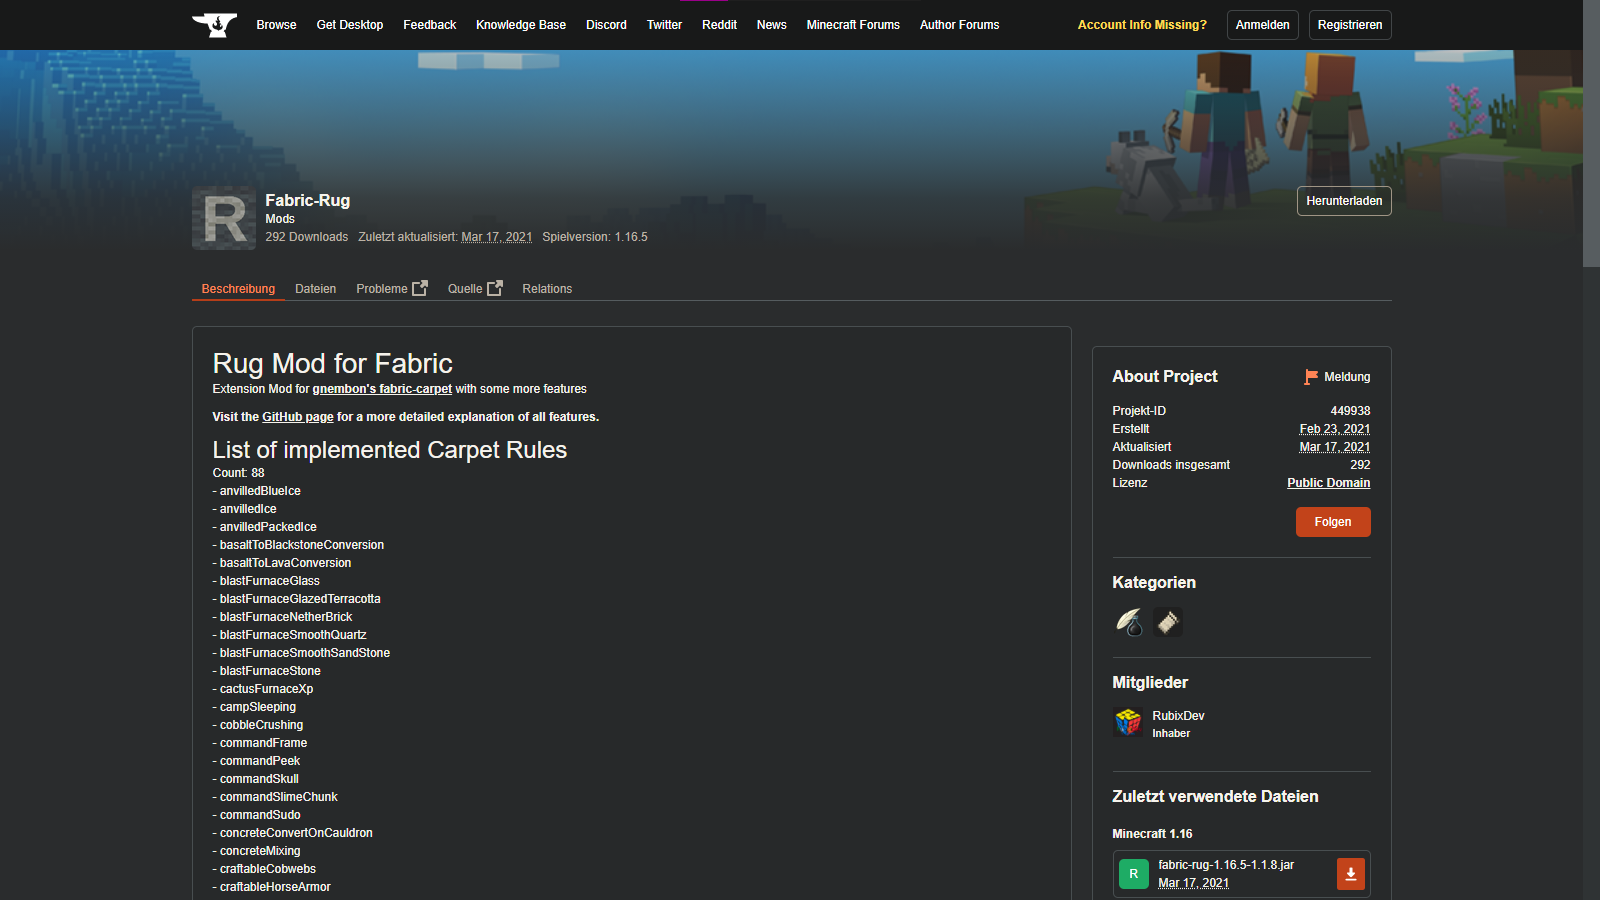 Browse Get Desktop Feedback Knowledge Base Discord Twitter Reddit News Minecraft Forums Author Forums Account Info Missing? Anmelden Registrieren
R
Fabric-Rug
Mods
292 Downloads Zuletzt aktualisiert: Mar 17, 2021 Spielversion: 1.16.5
Herunterladen
Beschreibung Dateien Probleme Quelle Relations
Rug Mod for Fabric
Extension Mod for gnembon's fabric-carpet with some more features
Visit the GitHub page for a more detailed explanation of all features.
List of implemented Carpet Rules
Count: 88
- anvilledBlueIce
- anvilledIce
- anvilledPackedIce
- basaltToBlackstoneConversion
- basaltToLavaConversion
- blastFurnaceGlass
- blastFurnaceGlazedTerracotta
- blastFurnaceNetherBrick
- blastFurnaceSmoothQuartz
- blastFurnaceSmoothSandStone
- blastFurnaceStone
- cactusFurnaceXp
- campSleeping
- cobbleCrushing
- commandFrame
- commandPeek
- commandSkull
- commandSlimeChunk
- commandSudo
- concreteConvertOnCauldron
- concreteMixing
- craftableCobwebs
- craftableHorseArmor
About Project Meldung
Projekt-ID 449938
Erstellt Feb 23, 2021
Aktualisiert Mar 17, 2021
Downloads insgesamt 292
Lizenz Public Domain
Folgen
Kategorien
Mitglieder
RubixDev
Inhaber
Zuletzt verwendete Dateien
Minecraft 1.16
R fabric-rug-1.16.5-1.1.8.jar
Mar 17, 2021